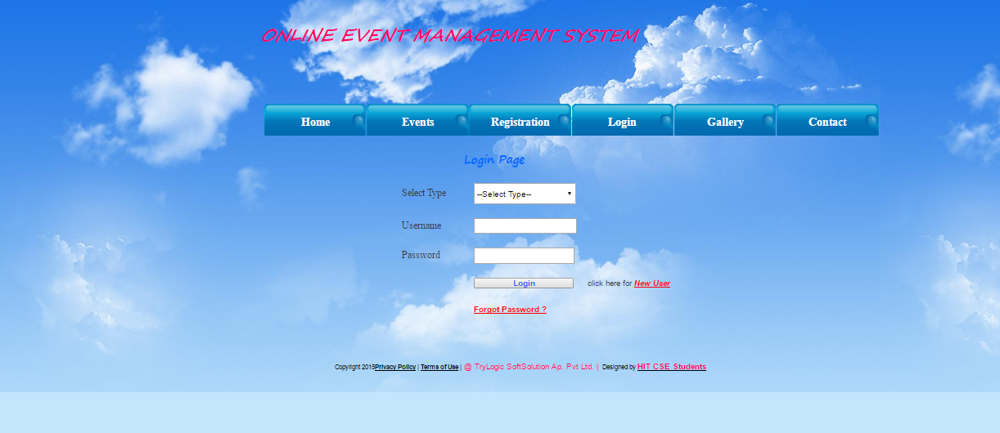 ONLINE EVENT MANAGEMENT SYSTEM
Home Events Registration Login Gallery Contact
Login Page
Select Type --Select Type--
Username
Password
Login click here for New User
Forgot Password ?
Copyright 2015Privacy Policy | Terms of Use | @ TryLogic SoftSolution Ap. Pvt Ltd. | Designed by HIT CSE Students